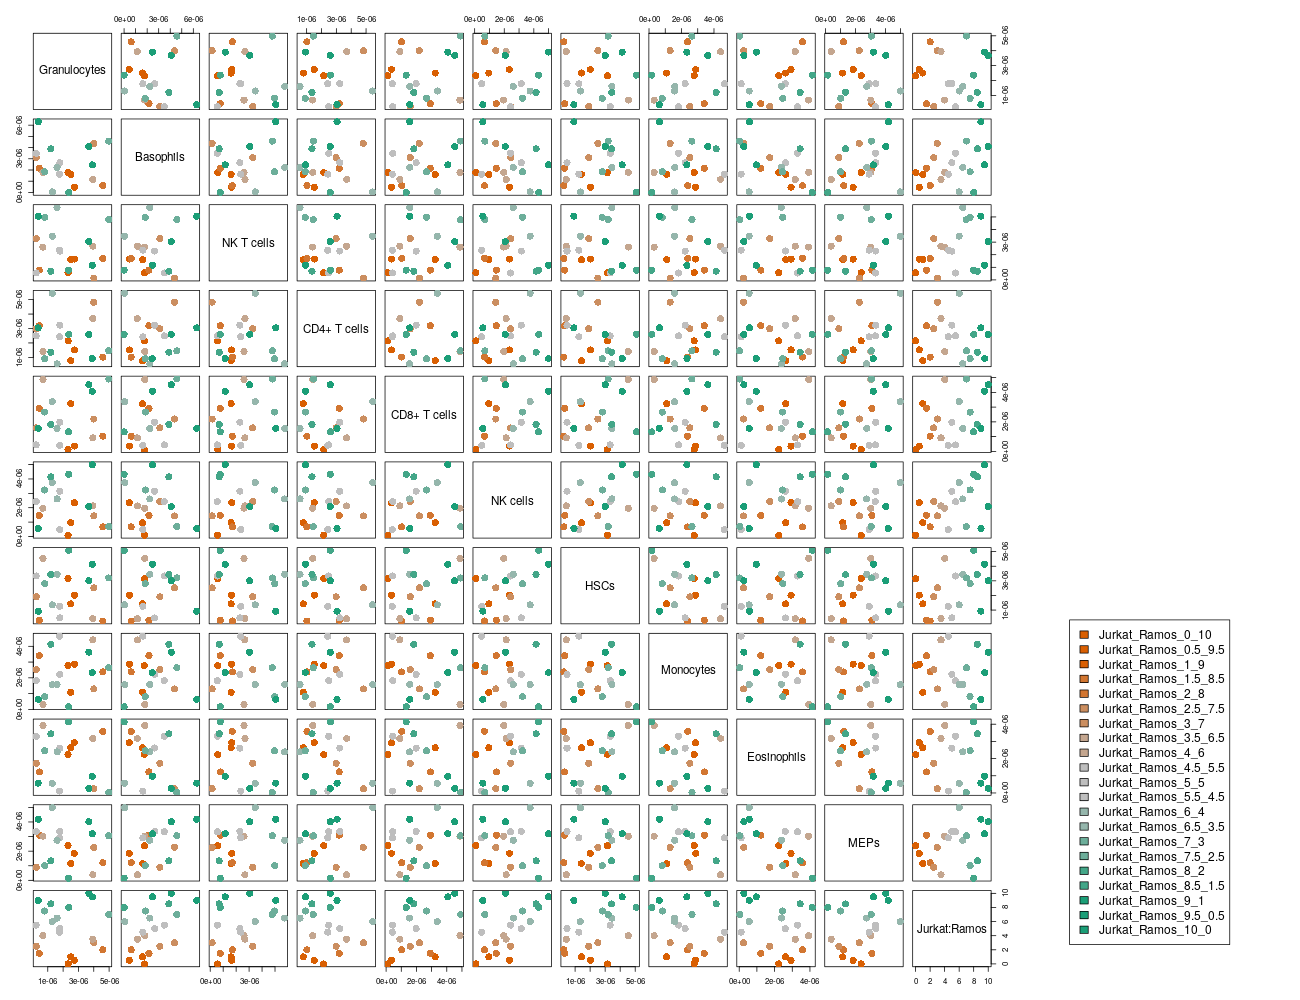 0e+00 3e-06 6e-06
1e-06 3e-06 5e-06
0e+00 2e-06 4e-06
0e+00 2e-06 4e-06
0e+00 2e-06 4e-06
Granulocytes
1e-06 3e-06 5e-06
0e+00 3e-06 6e-06
Basophils
NK T cells
0e+00 3e-06
1e-06 3e-06 5e-06
CD4+ T cells
CD8+ T cells
0e+00 2e-06 4e-06
0e+00 2e-06 4e-06
NK cells
HSCs
1e-06 3e-06 5e-06
0e+00 2e-06 4e-06
Monocytes
Eosinophils
0e+00 2e-06 4e-06
0e+00 2e-06 4e-06
MEPs
Jurkat:Ramos
0 2 4 6 8 10
1e-06 3e-06 5e-06
0e+00 3e-06
0e+00 2e-06 4e-06
1e-06 3e-06 5e-06
0e+00 2e-06 4e-06
0 2 4 6 8 10
Jurkat_Ramos_0_10
Jurkat_Ramos_0.5_9.5
Jurkat_Ramos_1_9
Jurkat_Ramos_1.5_8.5
Jurkat_Ramos_2_8
Jurkat_Ramos_2.5_7.5
Jurkat_Ramos_3_7
Jurkat_Ramos_3.5_6.5
Jurkat_Ramos_4_6
Jurkat_Ramos_4.5_5.5
Jurkat_Ramos_5_5
Jurkat_Ramos_5.5_4.5
Jurkat_Ramos_6_4
Jurkat_Ramos_6.5_3.5
Jurkat_Ramos_7_3
Jurkat_Ramos_7.5_2.5
Jurkat_Ramos_8_2
Jurkat_Ramos_8.5_1.5
Jurkat_Ramos_9_1
Jurkat_Ramos_9.5_0.5
Jurkat_Ramos_10_0